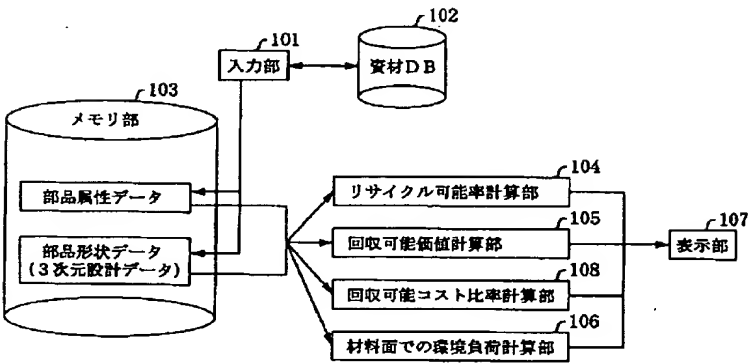 102
101
入力部
資材DB
103
メモリ部
104
部品属性データ
リサイクル可能率計算部
105
107
部品形状データ
(3次元設計データ)
回収可能価値計算部
表示部
108
回収可能コスト比率計算部
106
材料面での環境負荷計算部